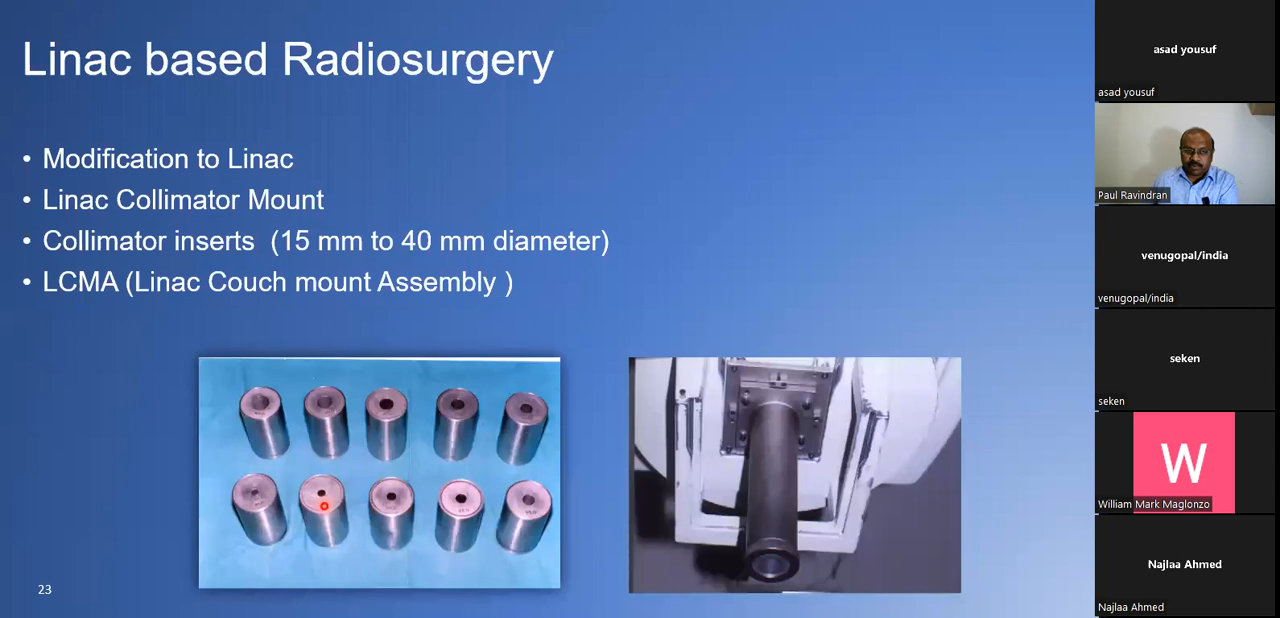 Linac based Radiosurgery
• Modification to Linac
• Linac Collimator Mount
• Collimator inserts (15 mm to 40 mm diameter)
• LCMA (Linac Couch mount Assembly )
23
asad yousuf
asad yousuf
Paul Ravindran
venugopal/india
venugopal/india
seken
seken
W
William Mark Maglonzo
Najlaa Ahmed
Najlaa Ahmed